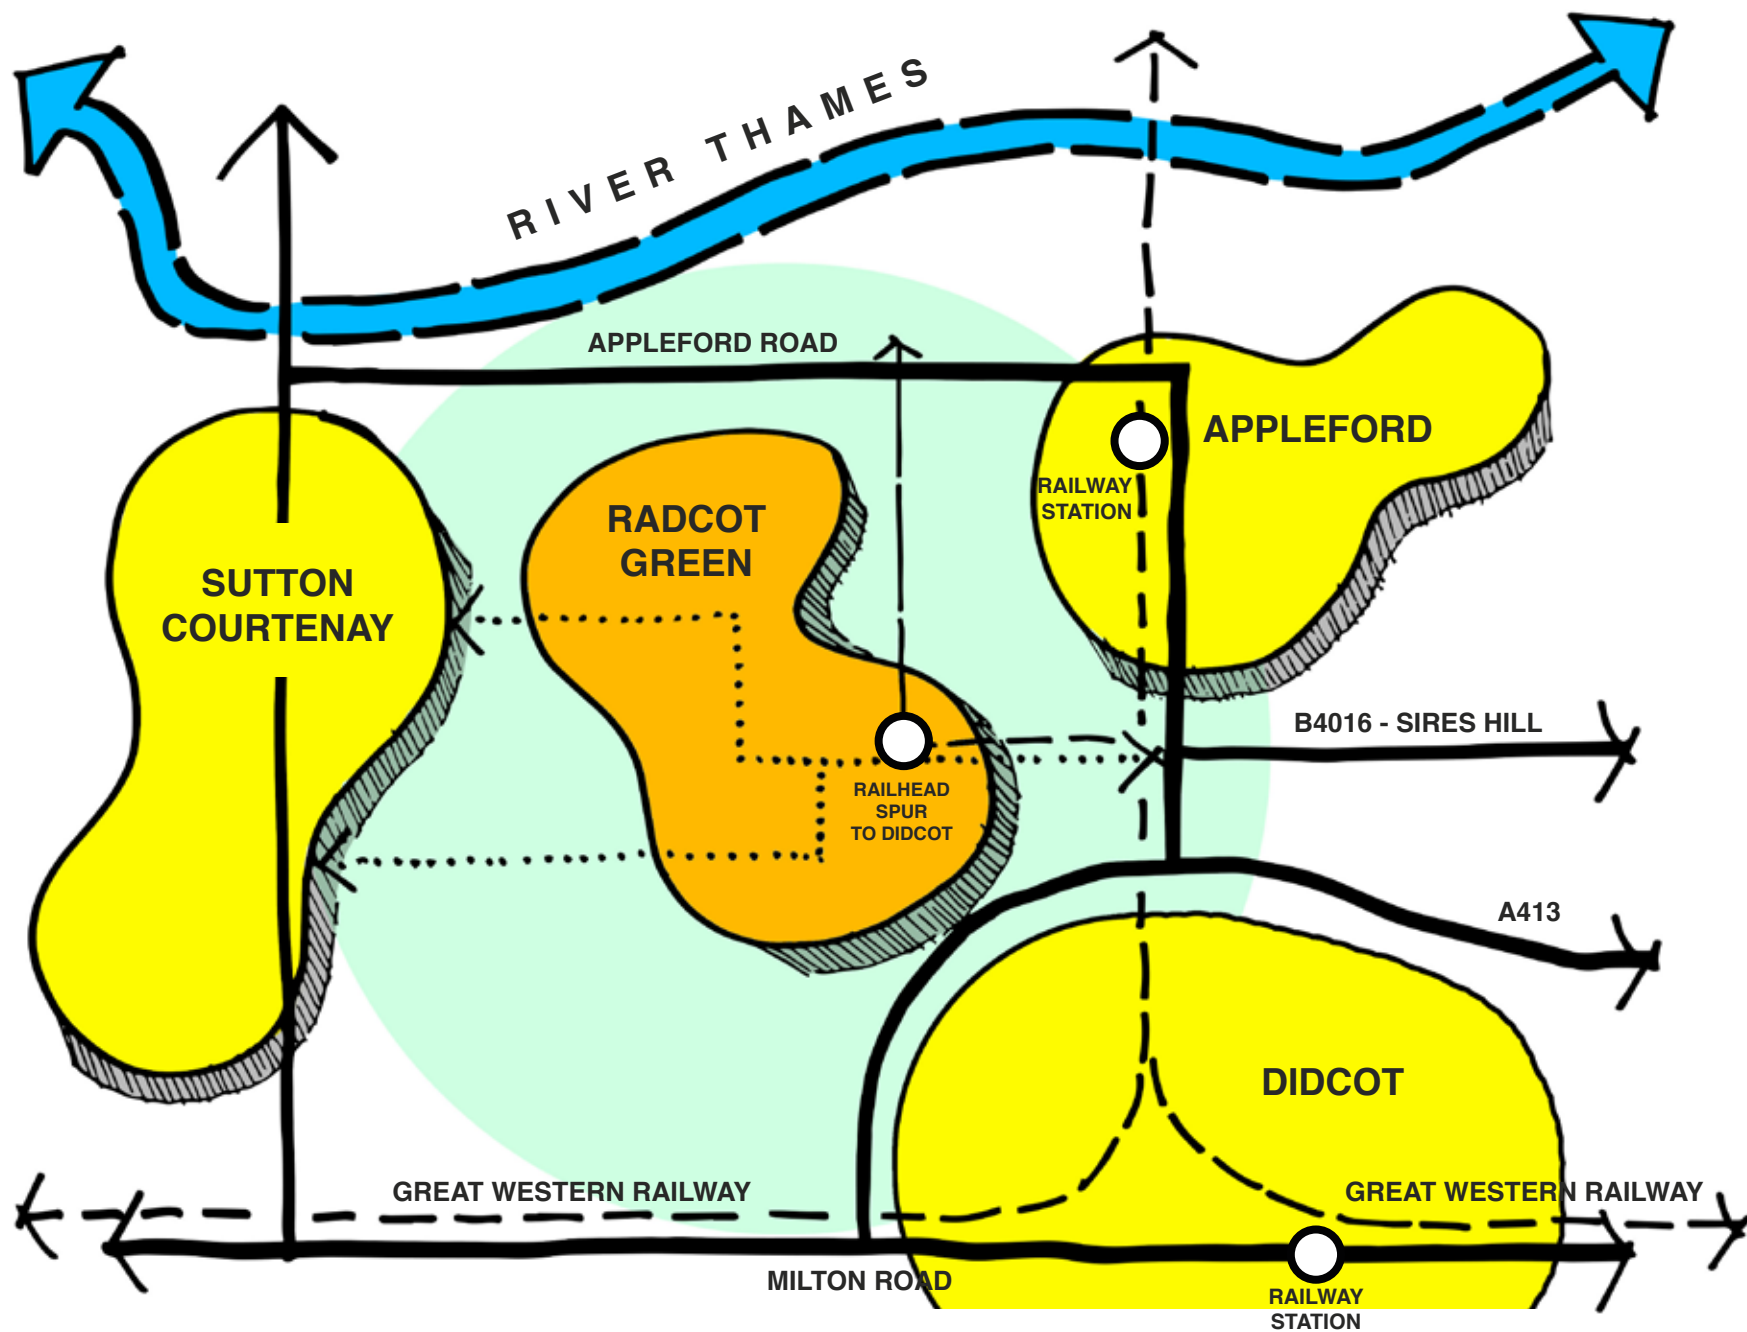 RIVER THAMES
APPLEFORD ROAD
APPLEFORD
RAILWAY
STATION
RADCOT
GREEN
SUTTON
COURTENAY
B4016 - SIRES HILL
RAILHEAD
SPUR
TO DIDCOT
A413
DIDCOT
GREAT WESTERN RAILWAY
GREAT WESTERN RAILWAY
MILTON ROAD
RAILWAY
STATION